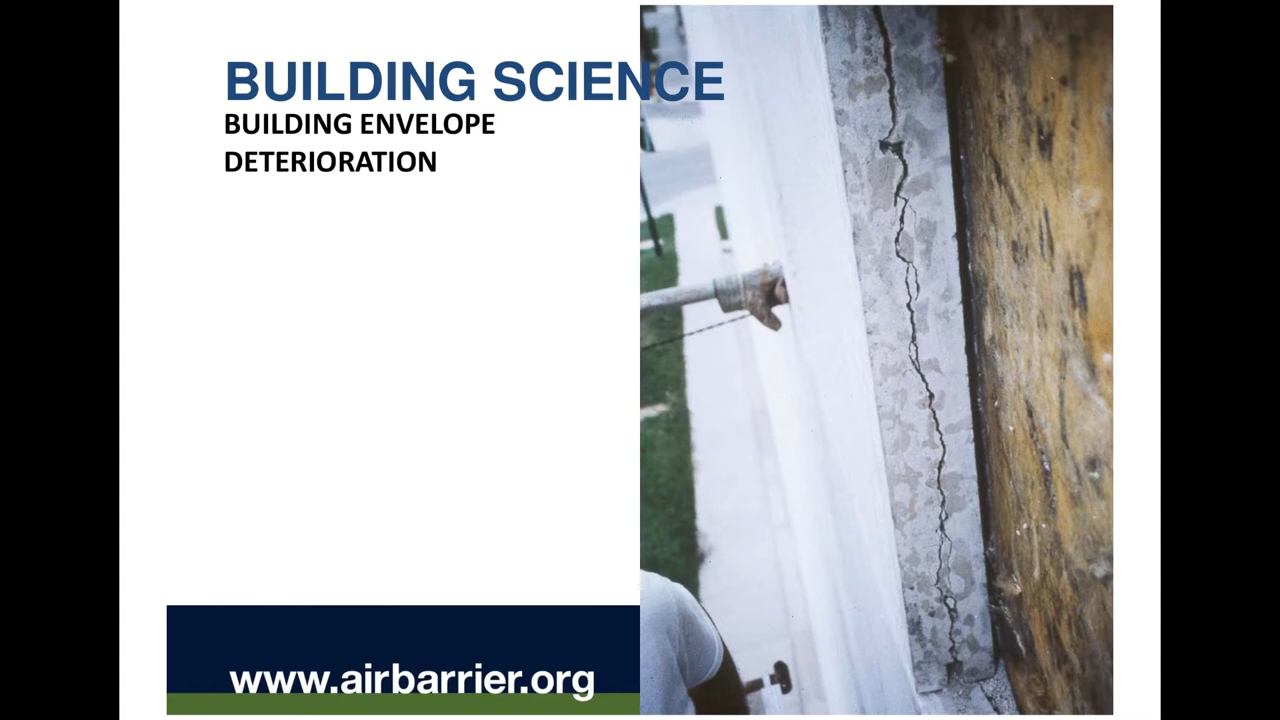 BUILDING SCIENCE
BUILDING ENVELOPE
DETERIORATION
www.airbarrier.org